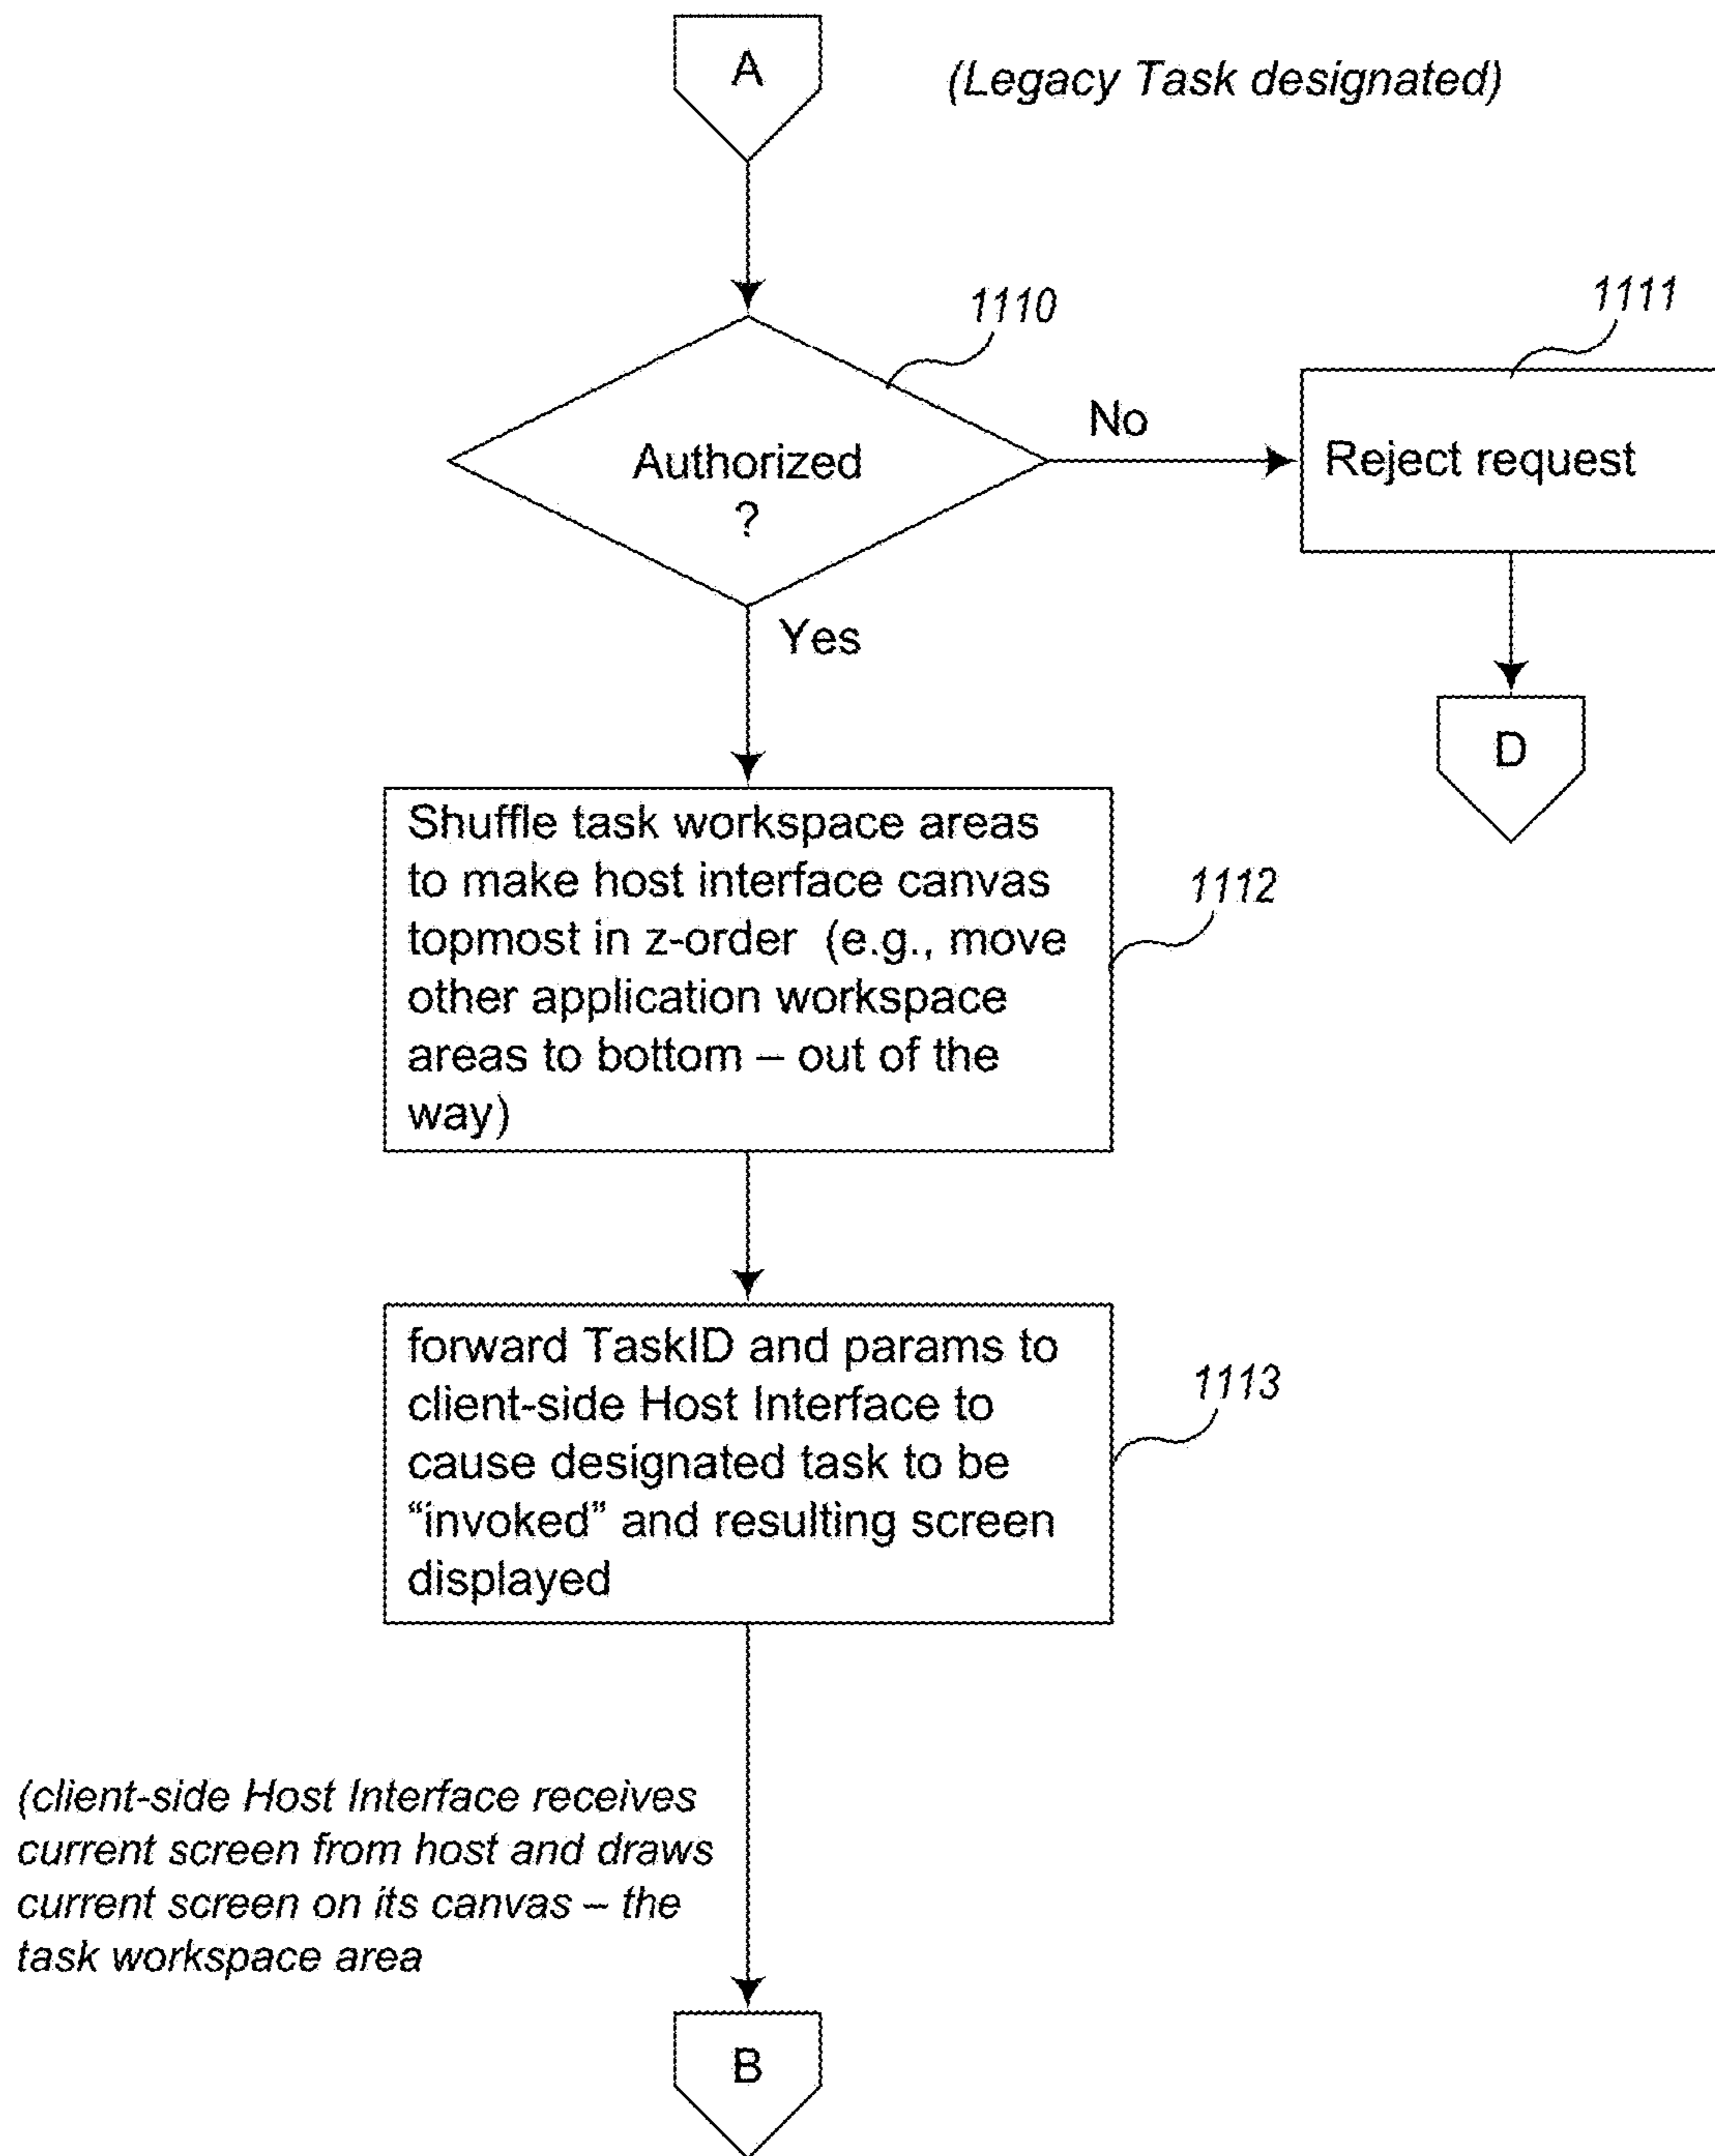 A
(Legacy Task designated)
1110
1111
No
Authorized
?
Reject request
Yes
D
Shuffle task workspace areas
to make host interface canvas
topmost in z-order (e.g., move
other application workspace
areas to bottom – out of the
way)
1112
forward TaskID and params to
client-side Host Interface to
cause designated task to be
“invoked” and resulting screen
displayed
1113
(client-side Host Interface receives
current screen from host and draws
current screen on its canvas – the
task workspace area
B